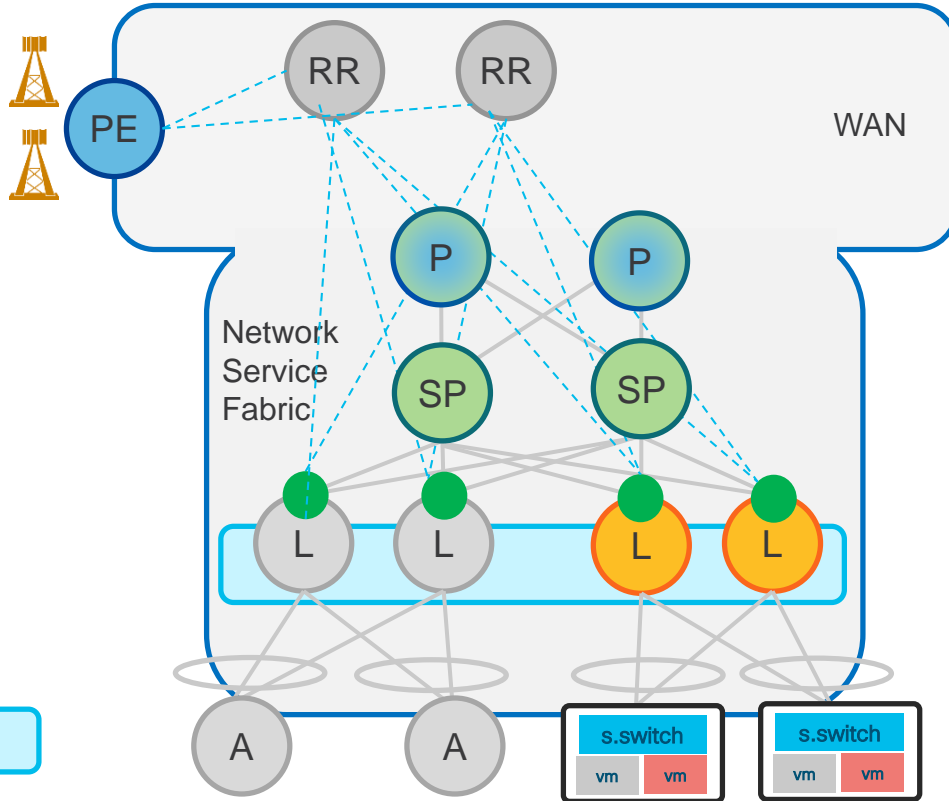 RR
RR
PE
WAN
P
P
Network
Service
Fabric
SP
SP
L
L
L
L
A
A
s.switch
vm
vm
s.switch
vm
vm